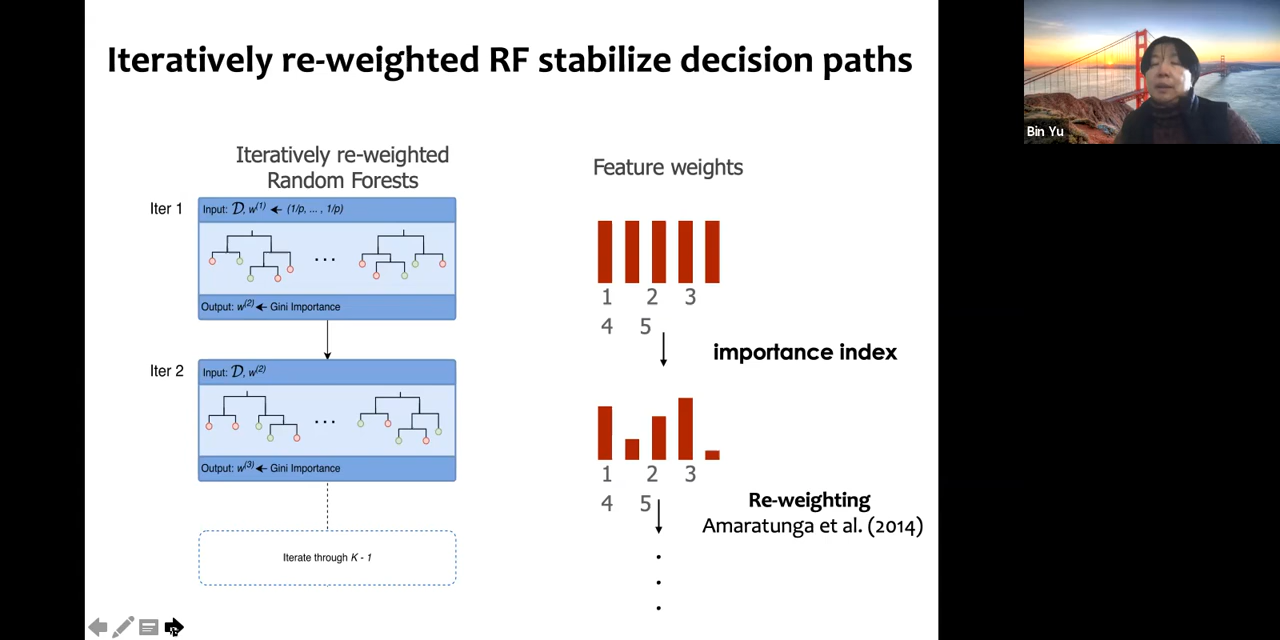 Iteratively re-weighted RF stabilize decision paths
Bin Yu
Iteratively re-weighted
Random Forests
Iter 1
Input: 𝒟, w(1) ← (1/p, ... , 1/p)
. . .
Output: w(2) ← Gini Importance
Iter 2
Input: 𝒟, w(2)
. . .
Output: w(3) ← Gini Importance
Iterate through K - 1
Feature weights
1 2 3
4 5
importance index
1 2 3
4 5
Re-weighting
Amaratunga et al. (2014)